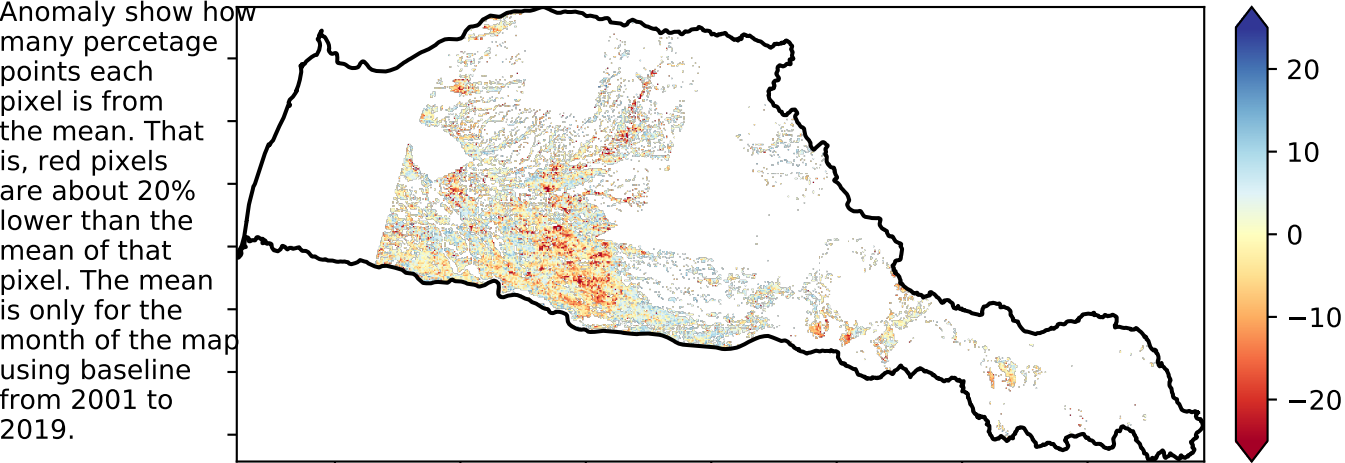 Anomaly show how
many percetage
points each
pixel is from
the mean. That
is, red pixels
are about 20%
lower than the
mean of that
pixel. The mean
is only for the
month of the map
using baseline
from 2001 to
2019.
20
10
0
−10
−20